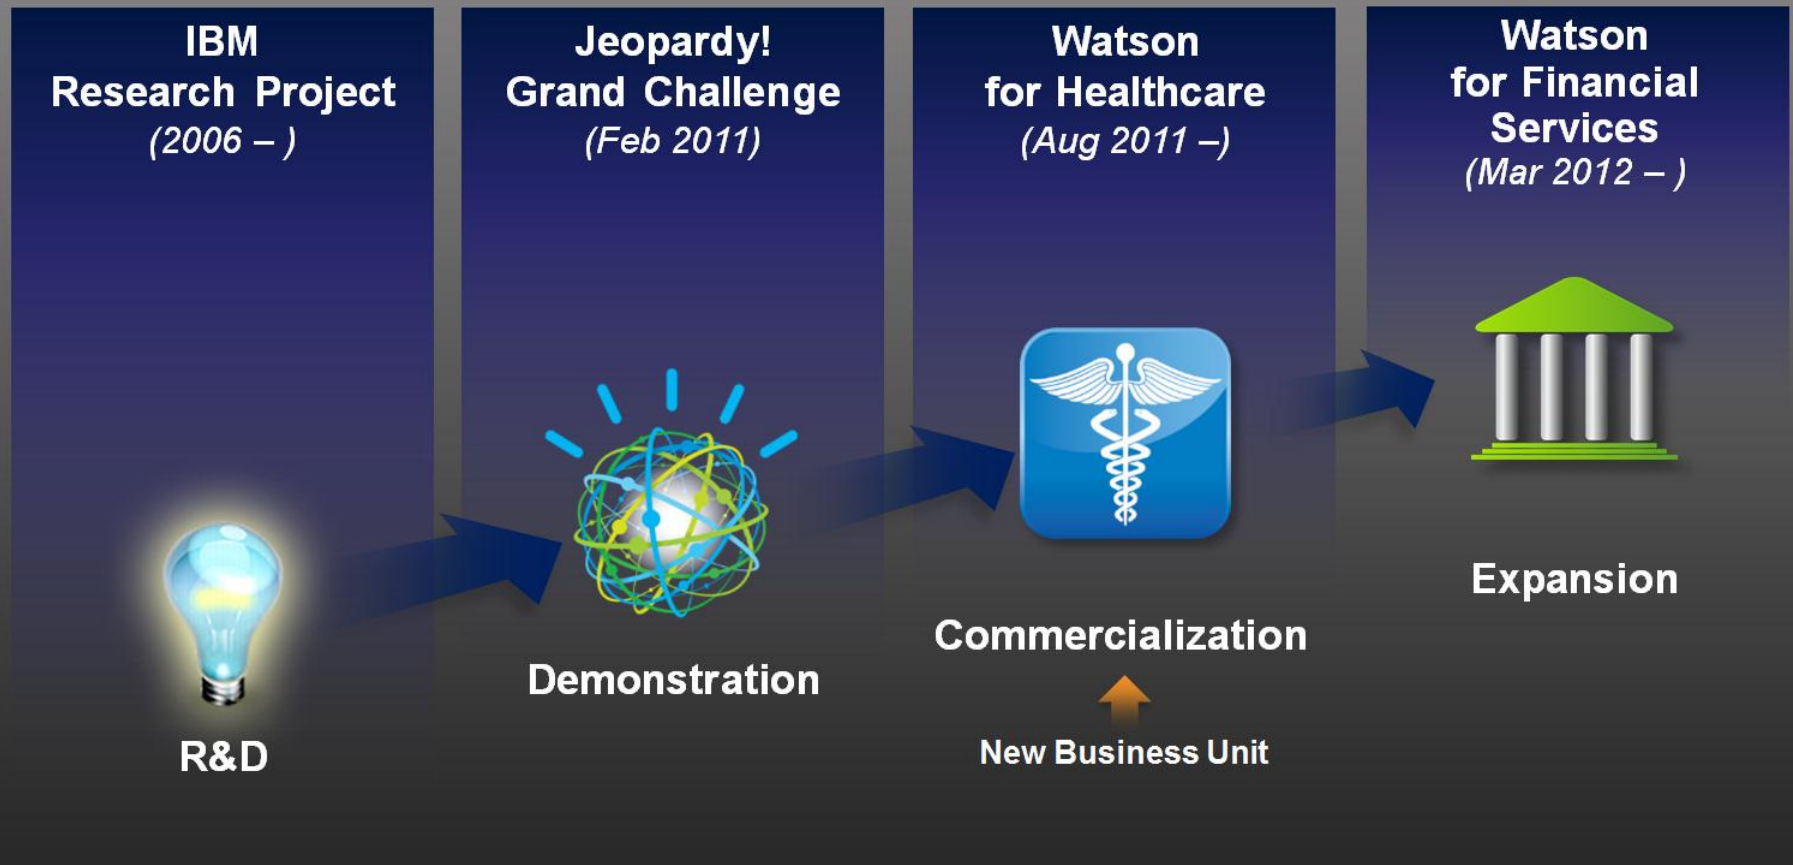 IBM
Research Project
(2006 – )
R&D
Jeopardy!
Grand Challenge
(Feb 2011)
Demonstration
Watson
for Healthcare
(Aug 2011 –)
Commercialization
New Business Unit
Watson
for Financial
Services
(Mar 2012 – )
Expansion